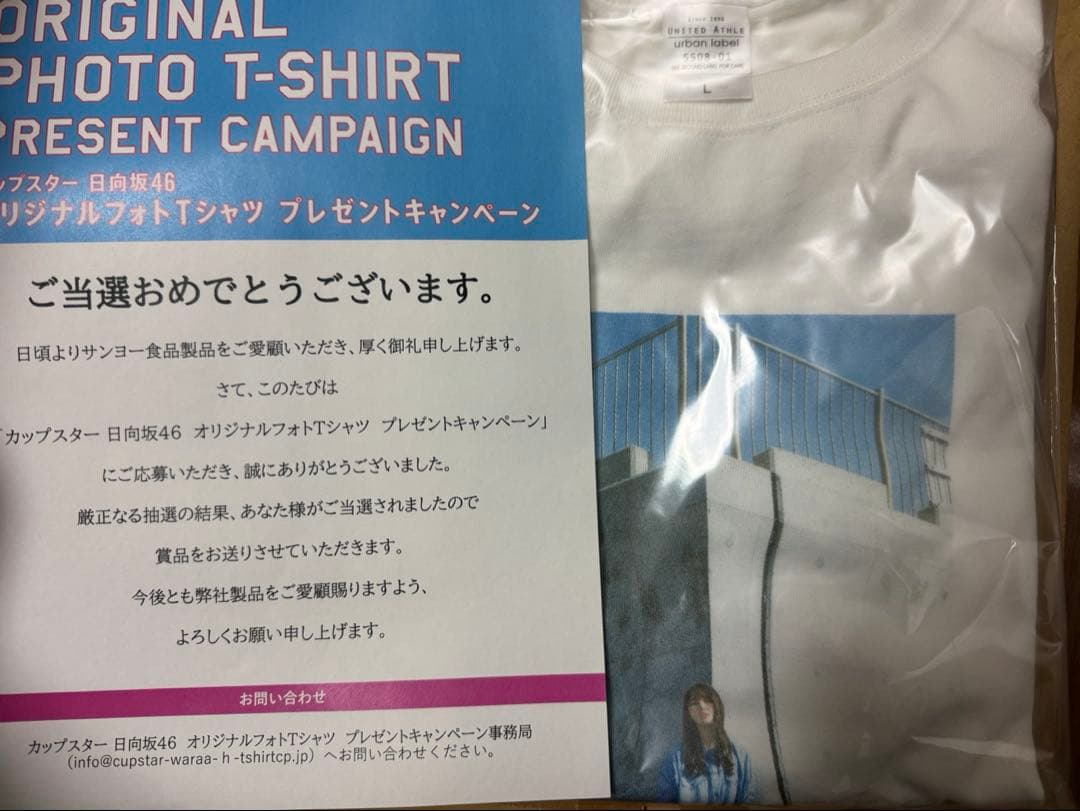 ORIGINAL
PHOTO T-SHIRT
PRESENT CAMPAIGN
ップスター 日向坂46
リジナルフォトTシャツ プレゼントキャンペーン
ご当選おめでとうございます。
日頃よりサンヨー食品製品をご愛顧いただき、厚く御礼申し上げます。
さて、このたびは
「カップスター 日向坂46 オリジナルフォトTシャツ プレゼントキャンペーン」
にご応募いただき、誠にありがとうございました。
厳正なる抽選の結果、あなた様がご当選されましたので
賞品をお送りさせていただきます。
今後とも弊社製品をご愛顧賜りますよう、
よろしくお願い申し上げます。
お問い合わせ
カップスター 日向坂46 オリジナルフォトTシャツ プレゼントキャンペーン事務局
(info@cupstar-waraa- h -tshirtcp.jp) へお問い合わせください。
Since 1890
UNITED ATHLE
urban label
5508-01
SEE SECOND LABEL FOR CARE
L